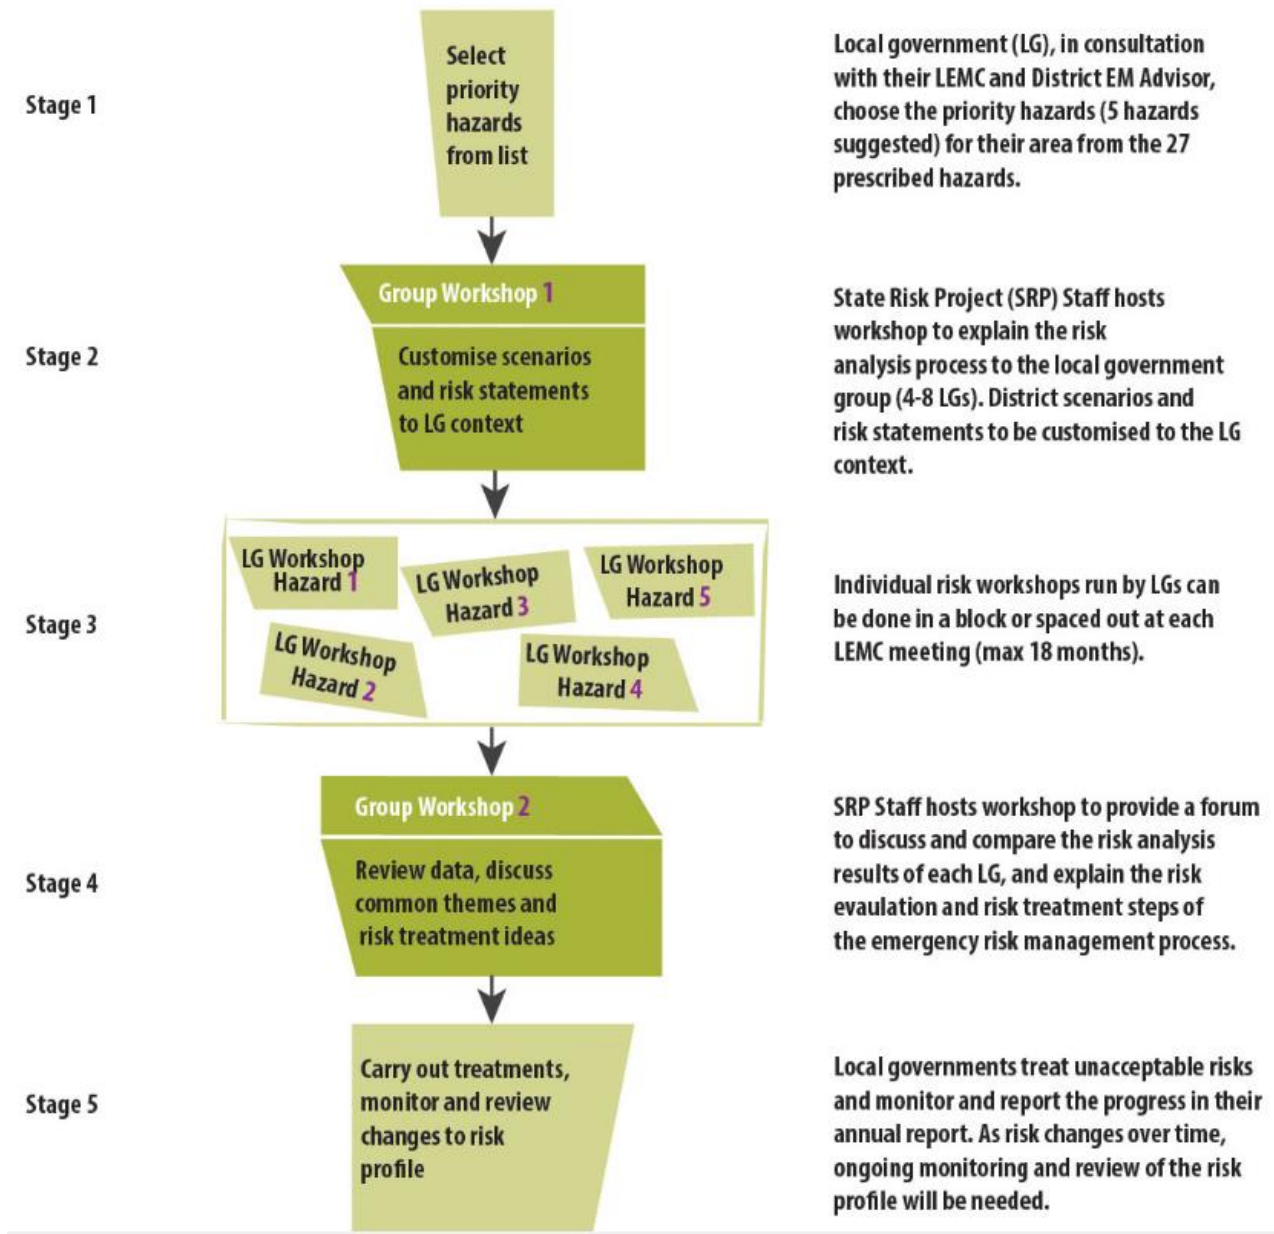 Stage 1
Select
priority
hazards
from list
Local government (LG), in consultation
with their LEMC and District EM Advisor,
choose the priority hazards (5 hazards
suggested) for their area from the 27
prescribed hazards.
Stage 2
Group Workshop 1
Customise scenarios
and risk statements
to LG context
State Risk Project (SRP) Staff hosts
workshop to explain the risk
analysis process to the local government
group (4-8 LGs). District scenarios and
risk statements to be customised to the LG
context.
Stage 3
LG Workshop
Hazard 1
LG Workshop
Hazard 2
LG Workshop
Hazard 3
LG Workshop
Hazard 4
LG Workshop
Hazard 5
Individual risk workshops run by LGs can
be done in a block or spaced out at each
LEMC meeting (max 18 months).
Stage 4
Group Workshop 2
Review data, discuss
common themes and
risk treatment ideas
SRP Staff hosts workshop to provide a forum
to discuss and compare the risk analysis
results of each LG, and explain the risk
evaulation and risk treatment steps of
the emergency risk management process.
Stage 5
Carry out treatments,
monitor and review
changes to risk
profile
Local governments treat unacceptable risks
and monitor and report the progress in their
annual report. As risk changes over time,
ongoing monitoring and review of the risk
profile will be needed.